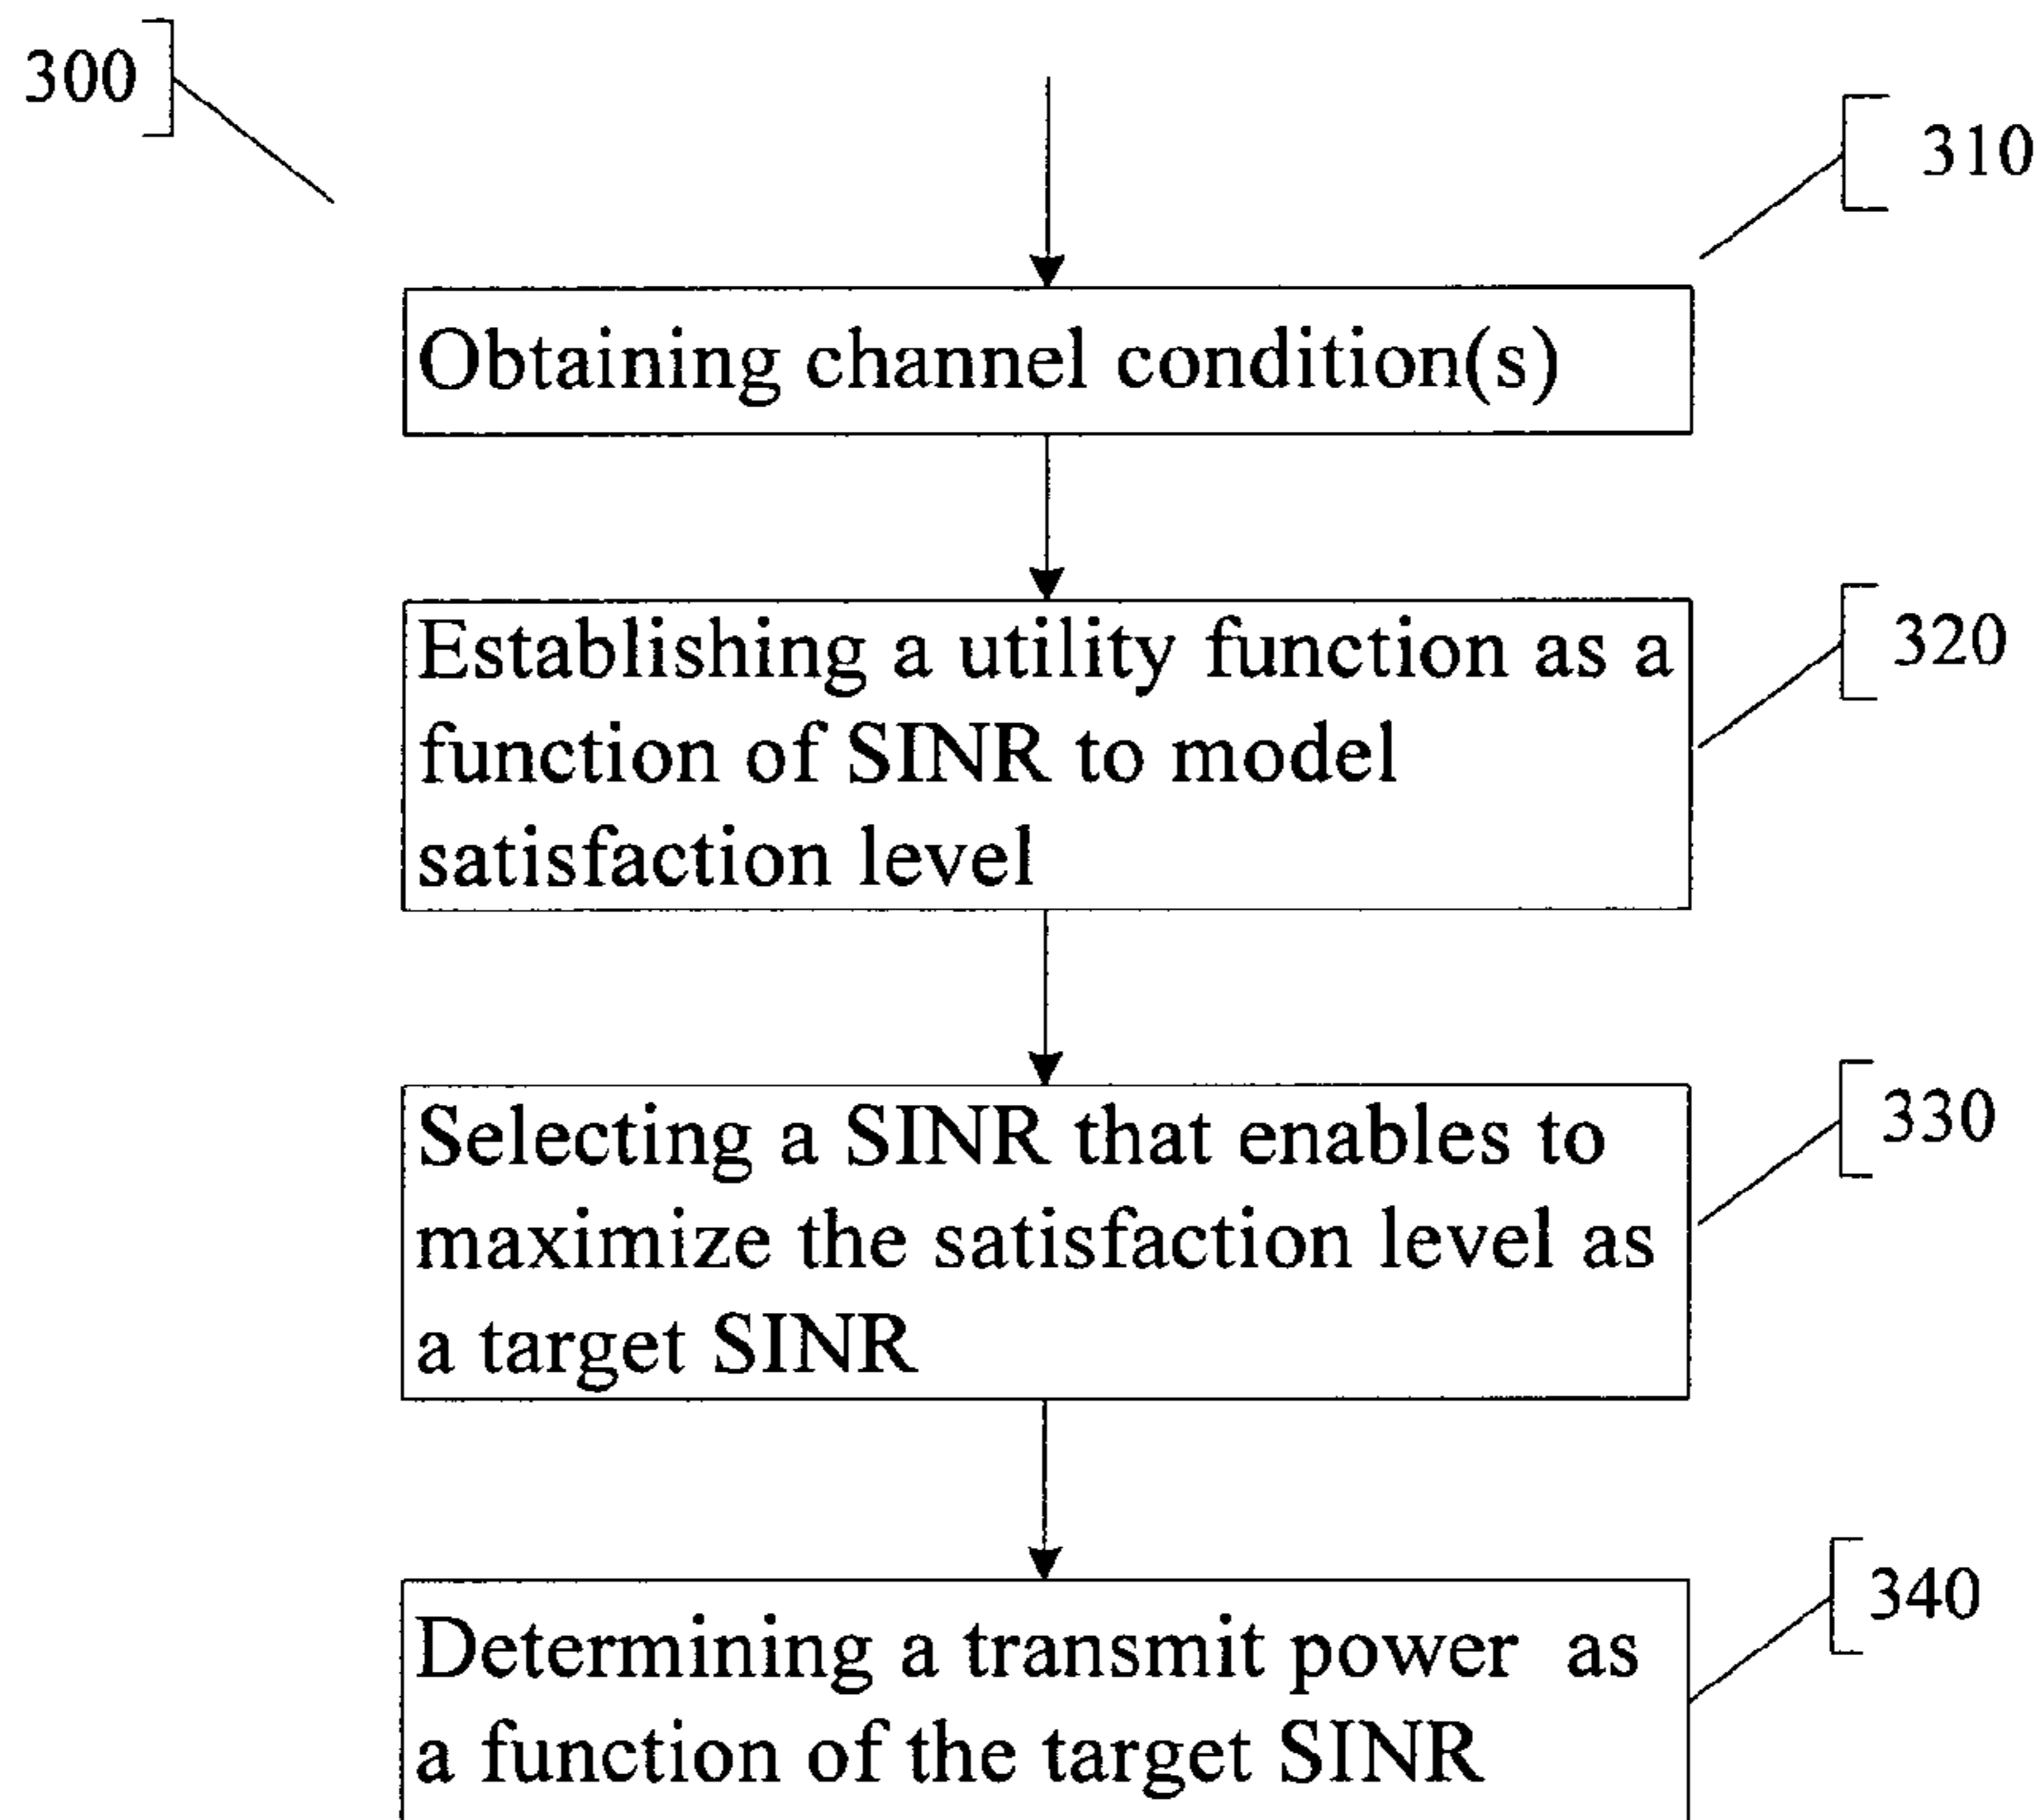 300
310
Obtaining channel condition(s)
Establishing a utility function as a
function of SINR to model
satisfaction level
320
Selecting a SINR that enables to
maximize the satisfaction level as
a target SINR
330
Determining a transmit power as
a function of the target SINR
340